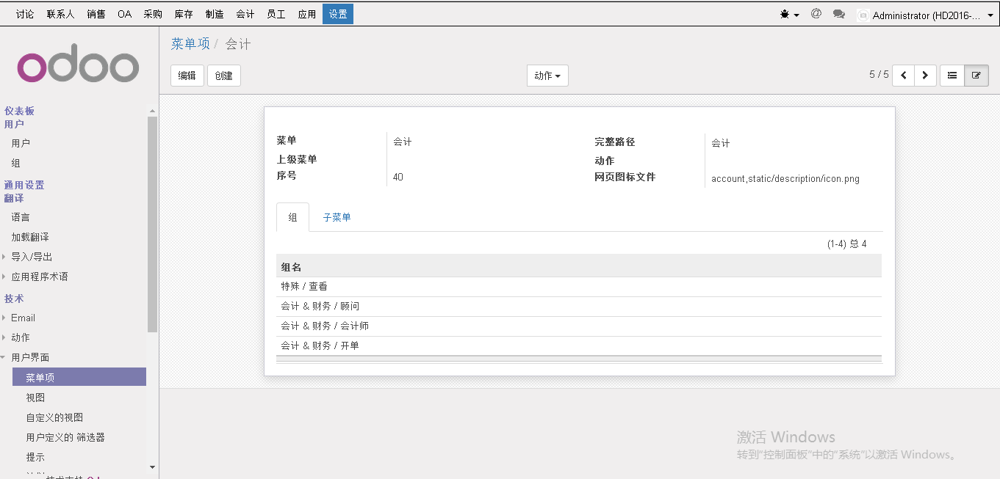 讨论 联系人 销售 OA 采购 库存 制造 会计 员工 应用 设置 @ Administrator (HD2016-...
odoo
菜单项 / 会计
编辑 创建 动作 5 / 5
仪表板
用户
用户
组
通用设置
翻译
语言
加载翻译
导入/导出
应用程序术语
技术
Email
动作
用户界面
菜单项
视图
自定义的视图
用户定义的 筛选器
提示
菜单 会计
上级菜单
序号 40
完整路径 会计
动作
网页图标文件 account,static/description/icon.png
组 子菜单
(1-4) 总 4
组名
特殊 / 查看
会计 & 财务 / 顾问
会计 & 财务 / 会计师
会计 & 财务 / 开单
激活 Windows
转到"控制面板"中的"系统"以激活 Windows。